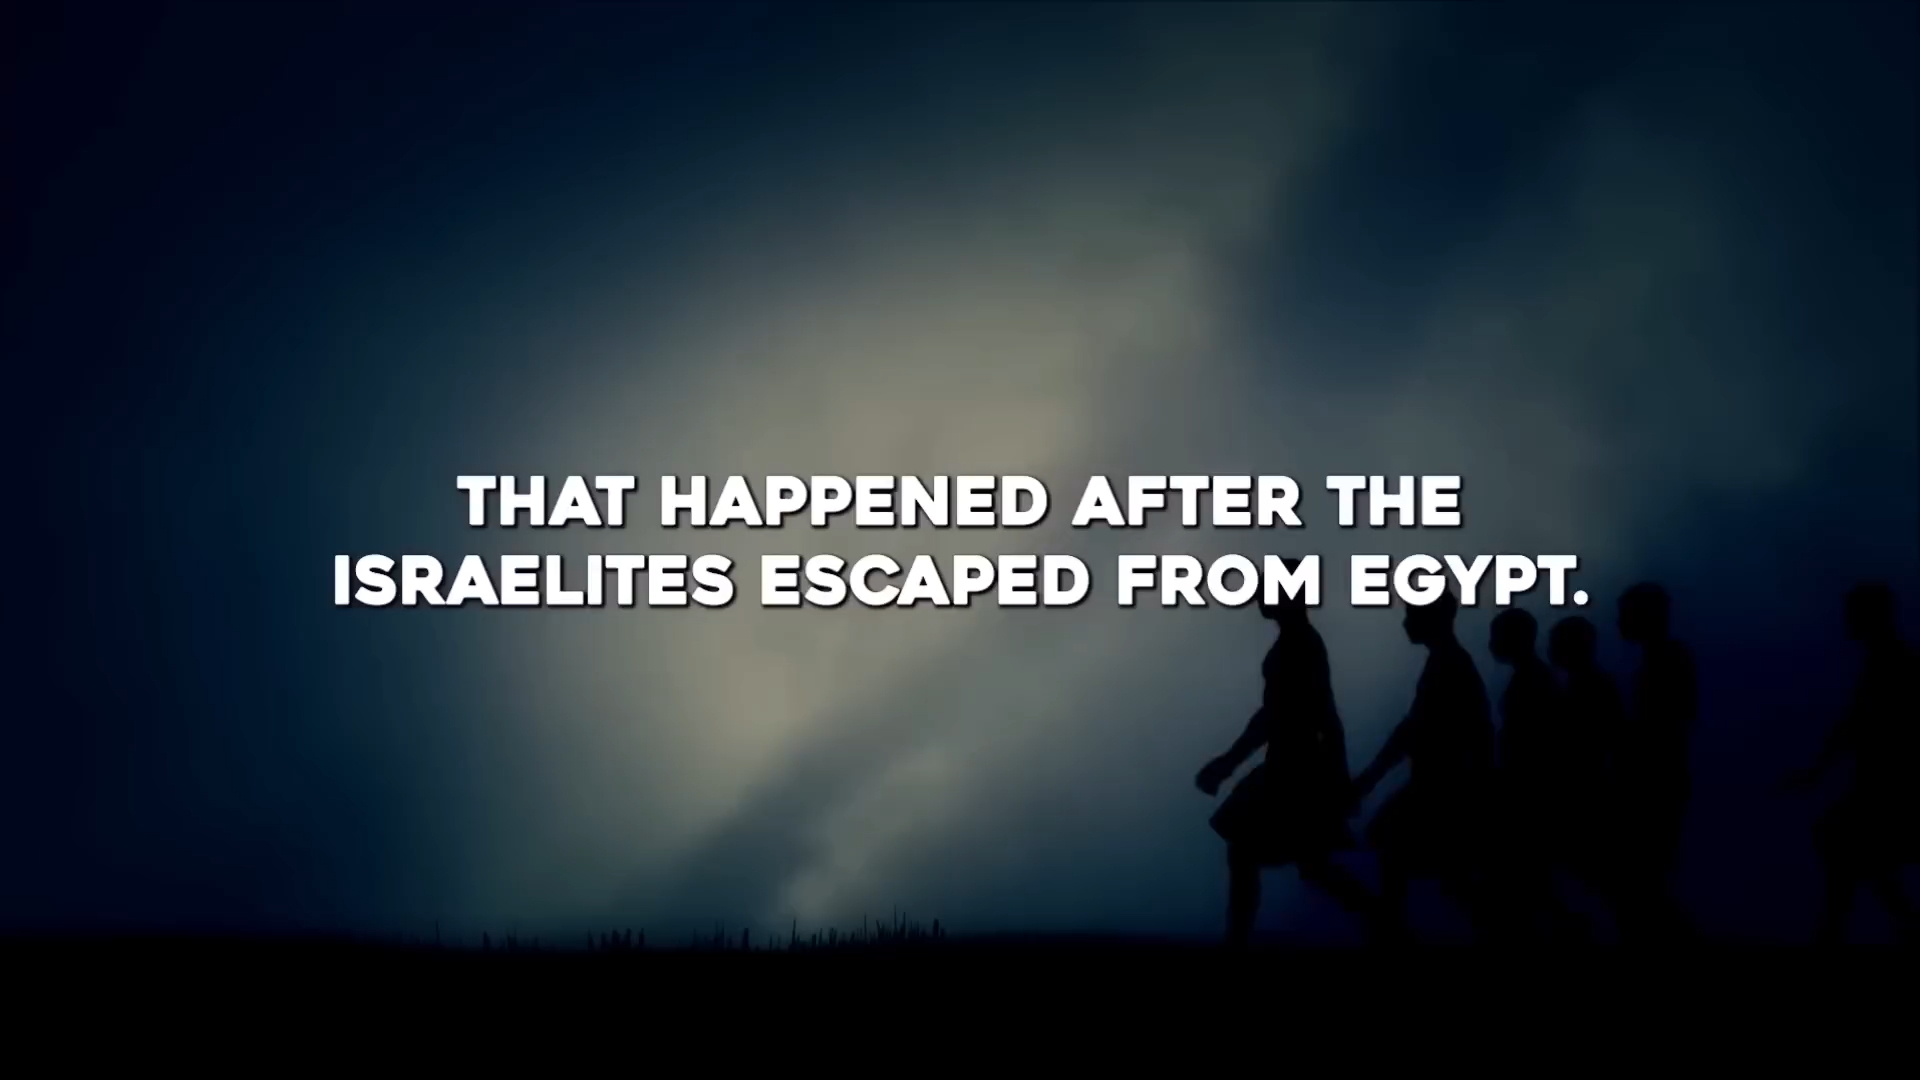 THAT HAPPENED AFTER THE
ISRAELITES ESCAPED FROM EGYPT.